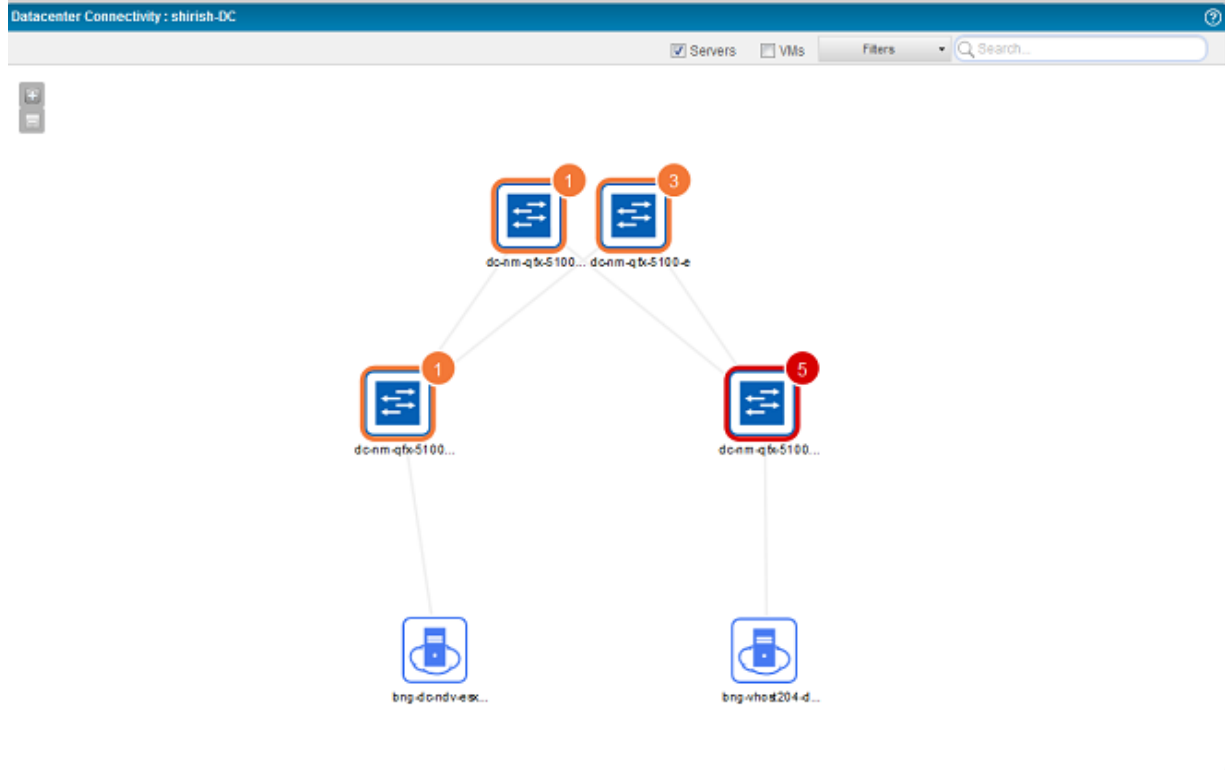 Datacenter Connectivity : shirish-DC
?
Servers VMs Filters Search...
1 3
dc-nm-qfx-5100... dc-nm-qfx-5100-e
1 5
dc-nm-qfx-5100... dc-nm-qfx-5100...
bng-dc-ndv-esx... bng-vhost204-d...